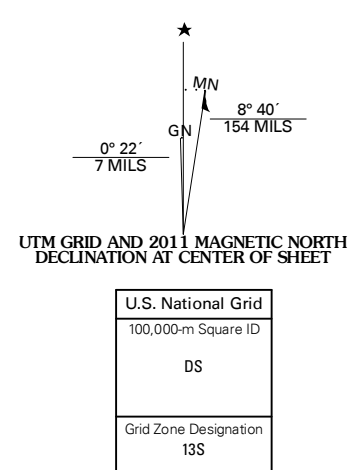 MN
8° 40´
154 MILS
GN
0° 22´
7 MILS
UTM GRID AND 2011 MAGNETIC NORTH
DECLINATION AT CENTER OF SHEET
U.S. National Grid
100,000-m Square ID
DS
Grid Zone Designation
13S